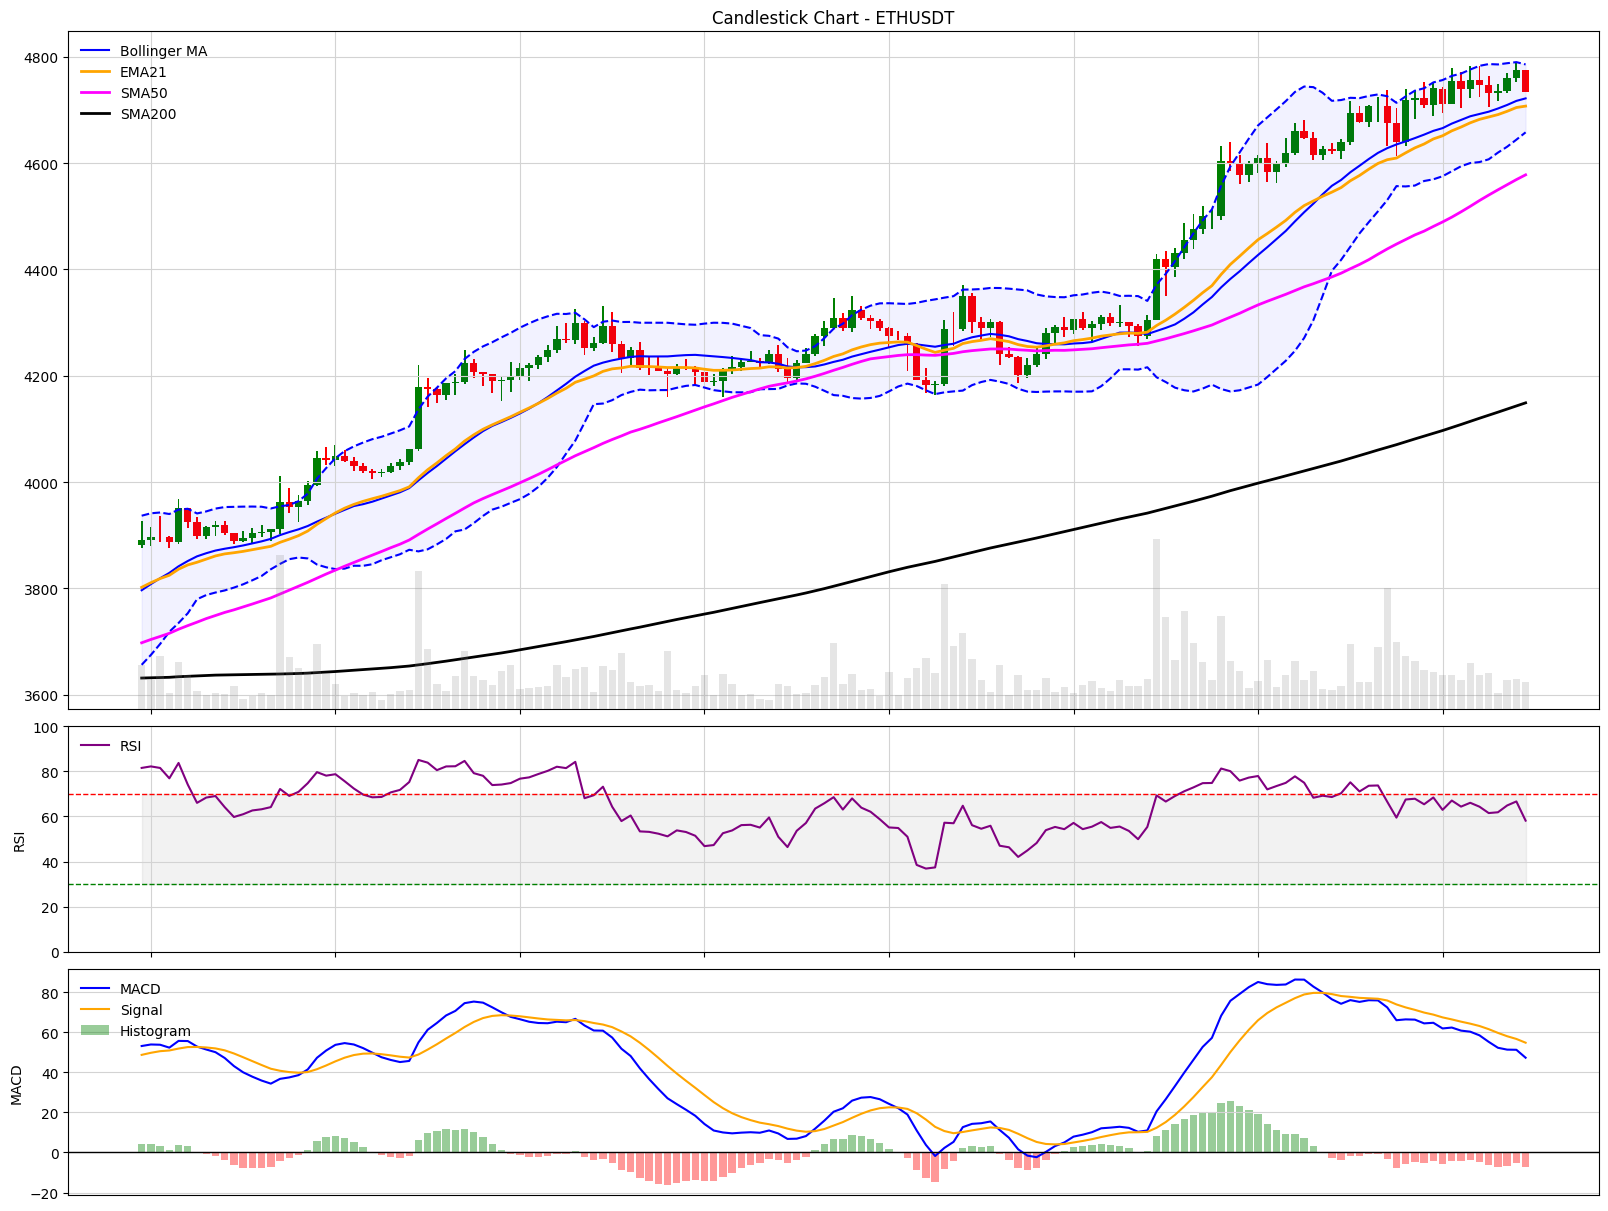 Candlestick Chart - ETHUSDT
Bollinger MA
EMA21
SMA50
SMA200
4800
4600
4400
4200
4000
3800
3600
RSI
RSI
100
80
60
40
20
0
MACD
Signal
Histogram
MACD
80
60
40
20
0
−20